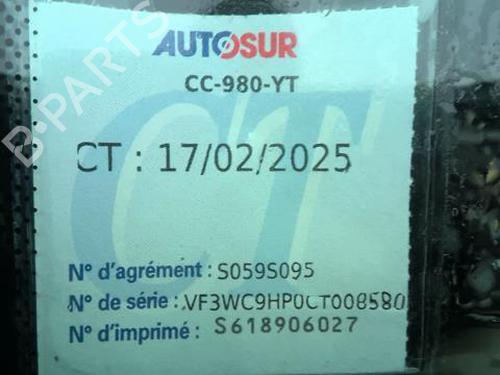 AUTOSUR
CC-980-YT
CT : 17/02/2025
N° d'agrément : S059S095
N° de série : VF3WC9HP0CT008580
N° d'imprimé : S618906027
CT
B-PARTS